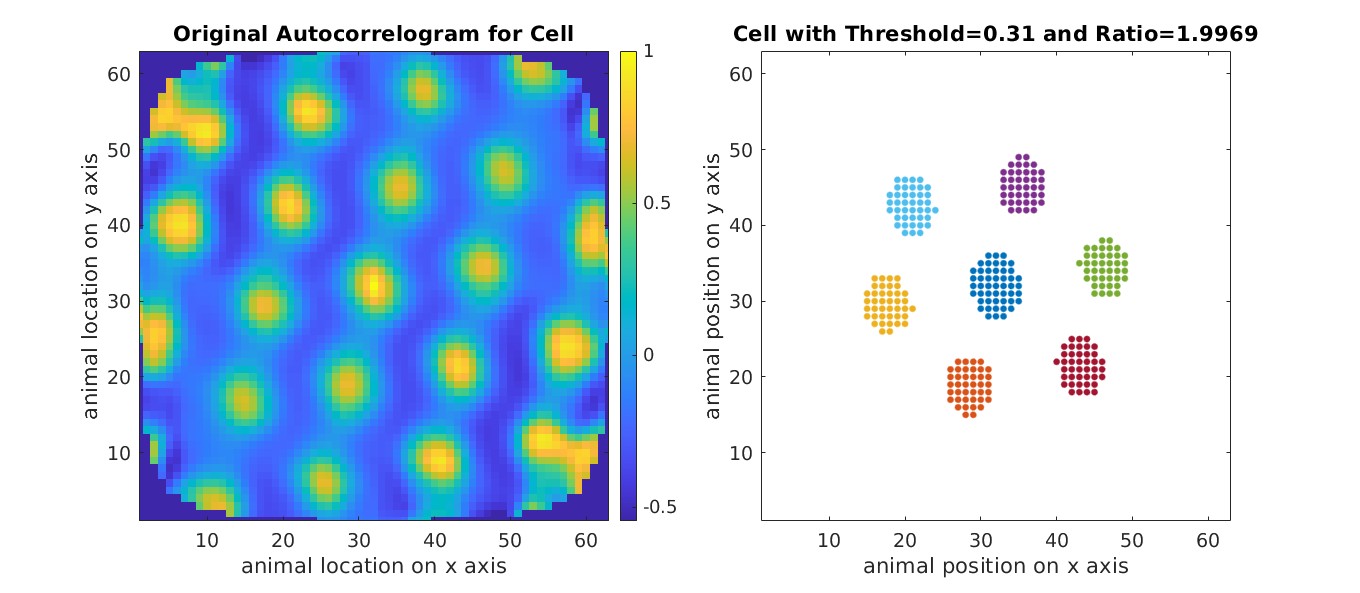 Original Autocorrelogram for Cell
60
50
40
30
20
10
10 20 30 40 50 60
animal location on y axis
animal location on x axis
1
0.5
0
-0.5
Cell with Threshold=0.31 and Ratio=1.9969
60
50
40
30
20
10
10 20 30 40 50 60
animal position on y axis
animal position on x axis